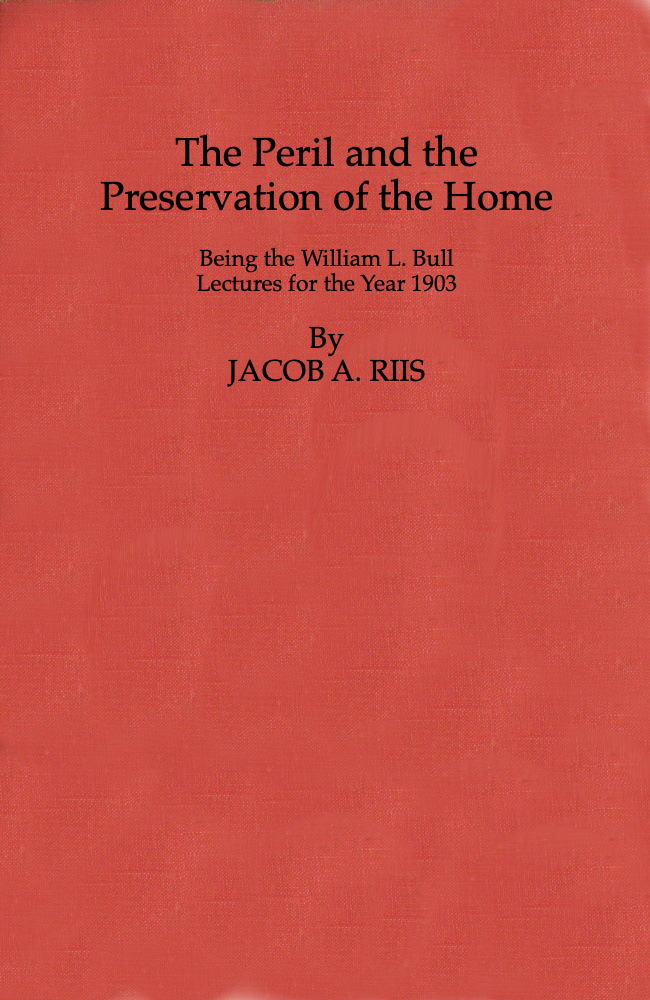 The Peril and the
Preservation of the Home
Being the William L. Bull
Lectures for the Year 1903
By
JACOB A. RIIS